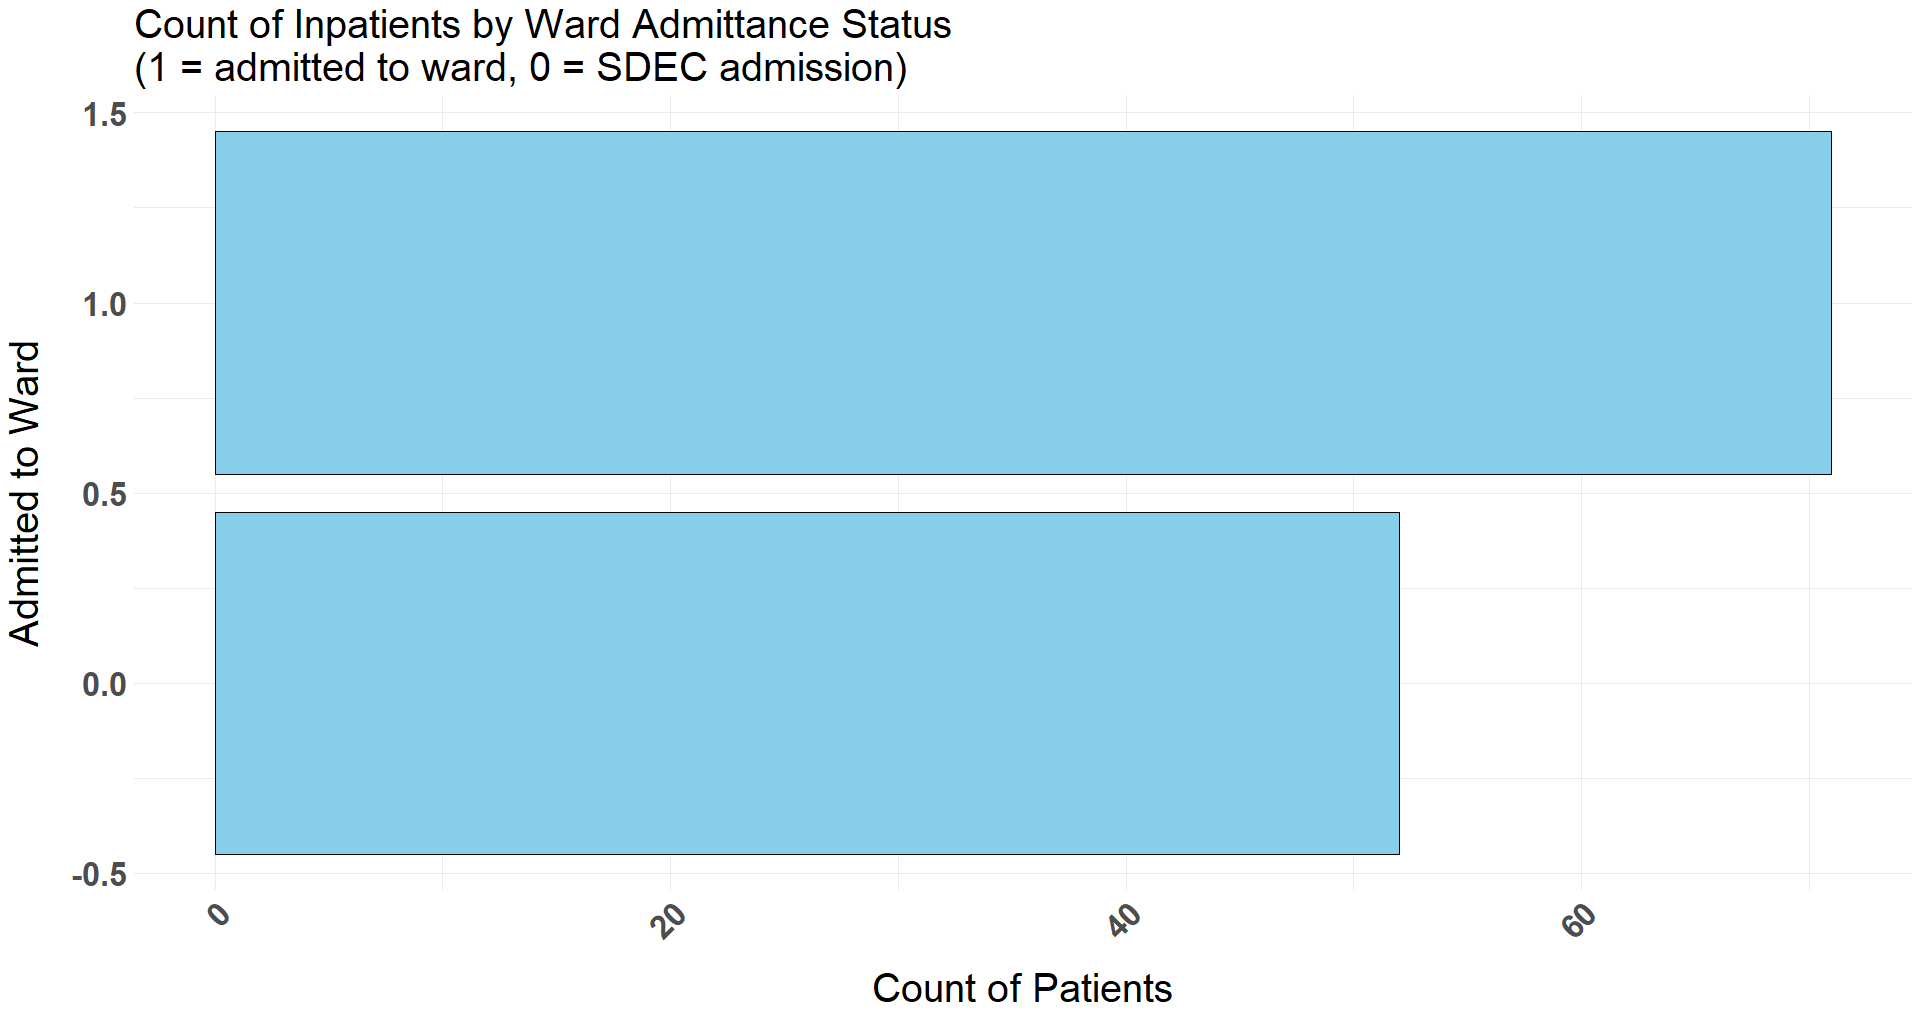 Count of Inpatients by Ward Admittance Status
(1 = admitted to ward, 0 = SDEC admission)
1.5
1.0
0.5
0.0
-0.5
Admitted to Ward
0
20
40
60
Count of Patients